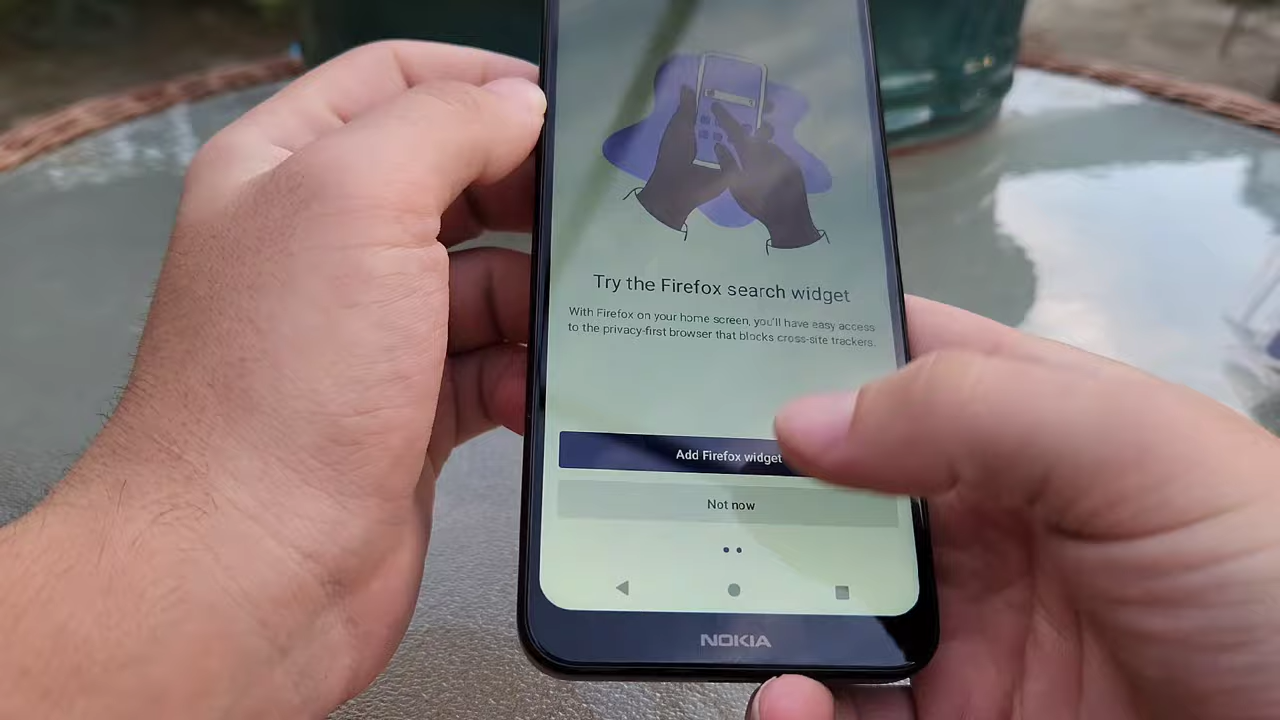 Try the Firefox search widget
With Firefox on your home screen, you'll have easy access
to the privacy-first browser that blocks cross-site trackers.
Add Firefox widget
Not now
NOKIA